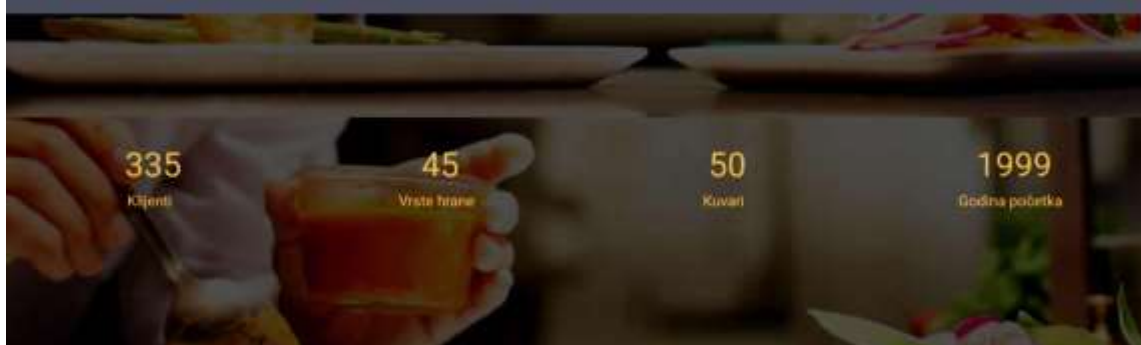 335
45
50
1999
Klijenti
Vrste hrane
Kuvari
Godina početka